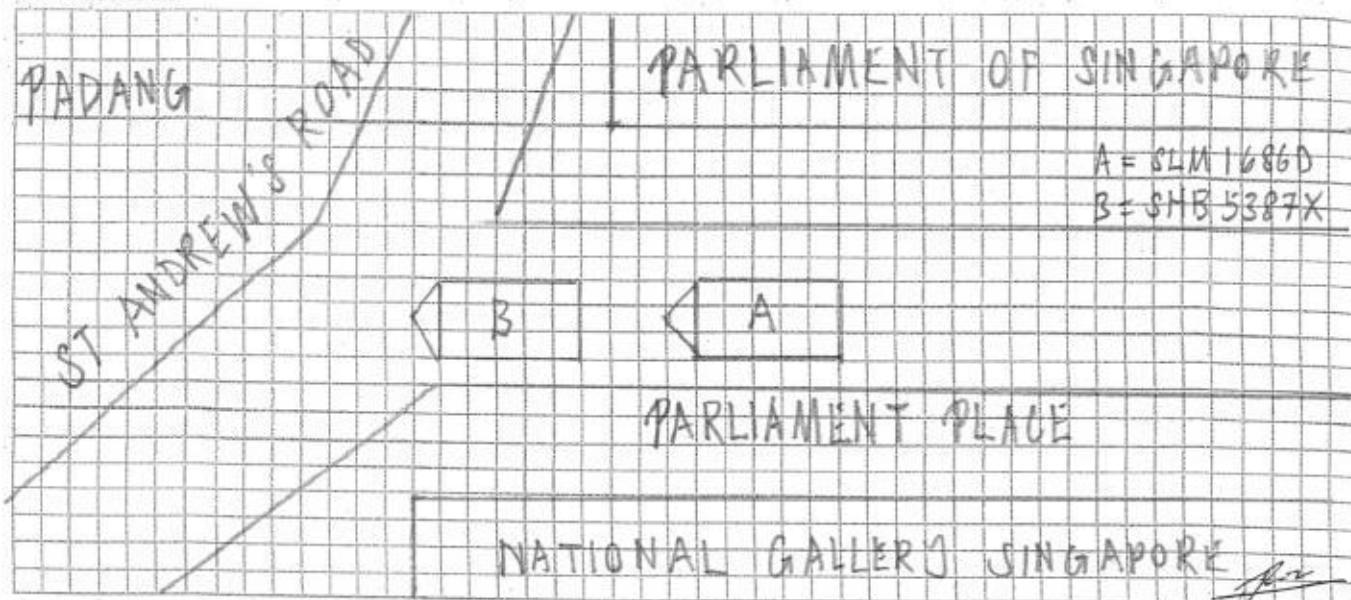 PARLIAMENT OF SINGAPORE
PADANG
ST ANDREW'S ROAD
A = SLM 1686D
B = SHB 5387X
B
A
PARLIAMENT PLACE
NATIONAL GALLERY SINGAPORE